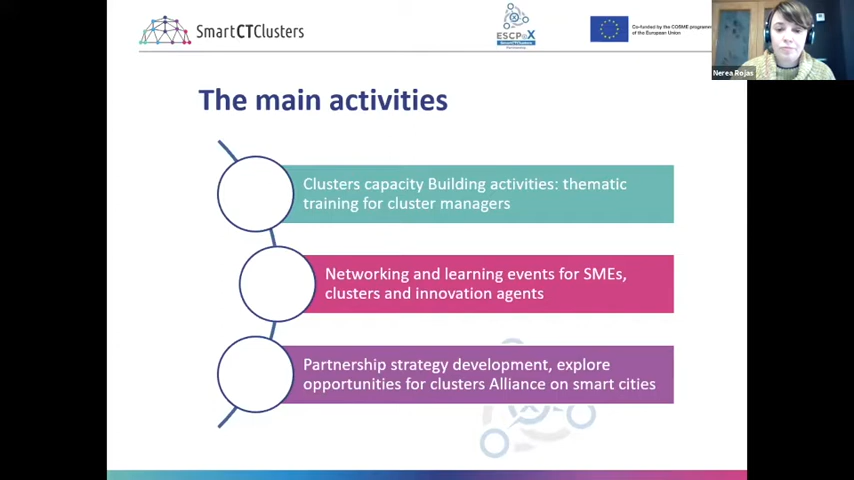 SmartCTClusters
ESCP
X
Co-funded by the COSME programme
of the European Union
Nerea Rojas
The main activities
Clusters capacity Building activities: thematic
training for cluster managers
Networking and learning events for SMEs,
clusters and innovation agents
Partnership strategy development, explore
opportunities for clusters Alliance on smart cities